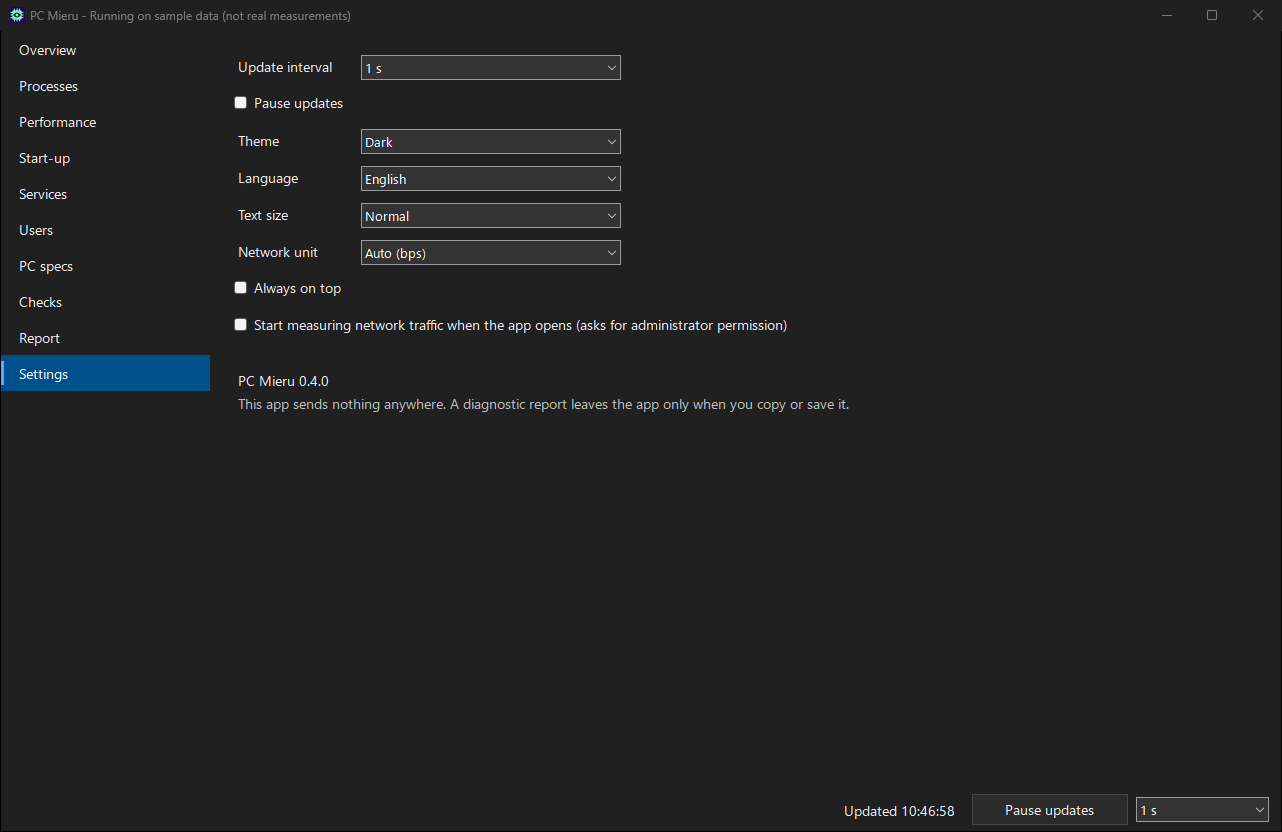 PC Mieru - Running on sample data (not real measurements)
Overview
Processes
Performance
Start-up
Services
Users
PC specs
Checks
Report
Settings
Update interval 1 s
Pause updates
Theme Dark
Language English
Text size Normal
Network unit Auto (bps)
Always on top
Start measuring network traffic when the app opens (asks for administrator permission)
PC Mieru 0.4.0
This app sends nothing anywhere. A diagnostic report leaves the app only when you copy or save it.
Updated 10:46:58 Pause updates 1 s